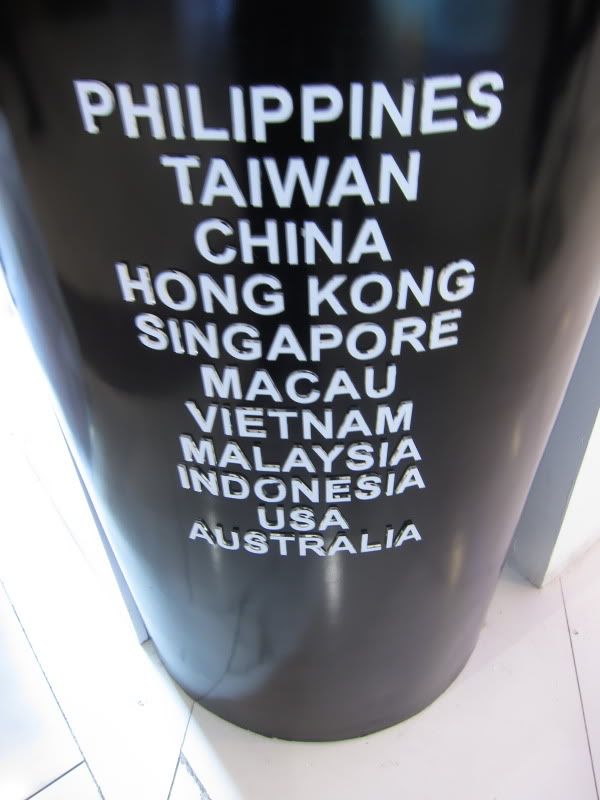 PHILIPPINES
TAIWAN
CHINA
HONG KONG
SINGAPORE
MACAU
VIETNAM
MALAYSIA
INDONESIA
USA
AUSTRALIA